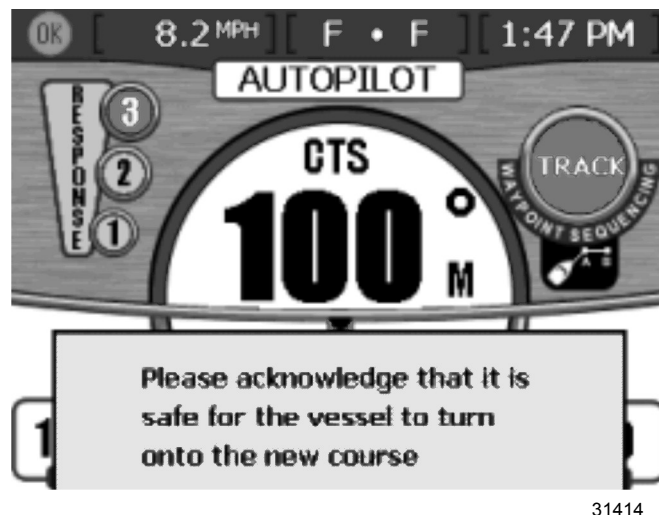 OK [ 8.2 MPH ] [ F • F ] [ 1:47 PM ]
AUTOPILOT
RESPONSE
3
2
1
CTS
100°
M
TRACK
WAYPOINT SEQUENCING
A B
Please acknowledge that it is
safe for the vessel to turn
onto the new course
1
31414